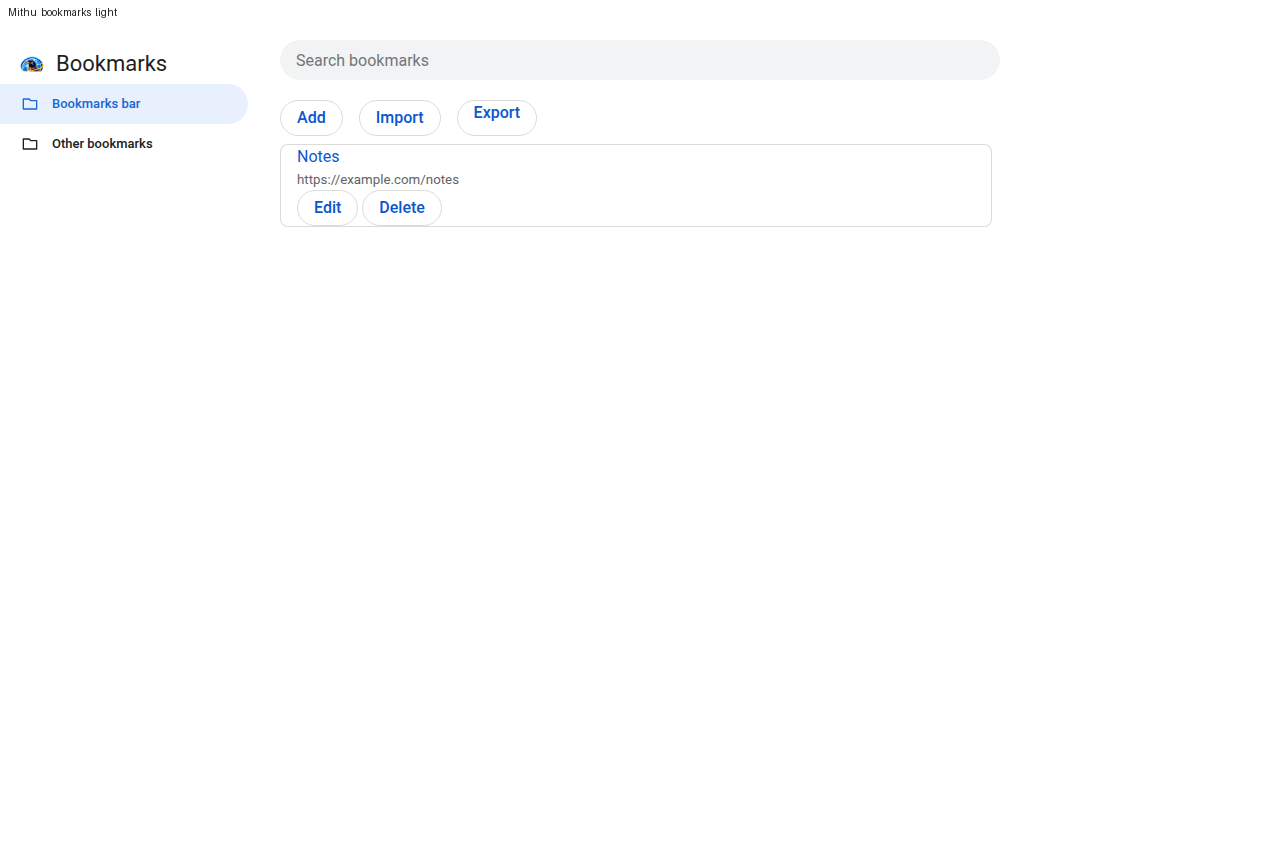 Mithu bookmarks light
Bookmarks
Bookmarks bar
Other bookmarks
Search bookmarks
Add Import Export
Notes
https://example.com/notes
Edit Delete